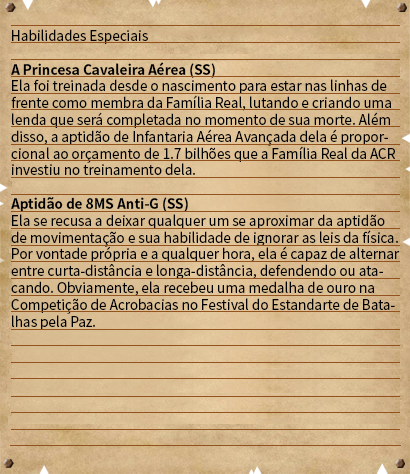 Habilidades Especiais
A Princesa Cavaleira Aérea (SS)
Ela foi treinada desde o nascimento para estar nas linhas de
frente como membra da Família Real, lutando e criando uma
lenda que será completada no momento de sua morte. Além
disso, a aptidão de Infantaria Aérea Avançada dela é propor-
cional ao orçamento de 1.7 bilhões que a Família Real da ACR
investiu no treinamento dela.
Aptidão de 8MS Anti-G (SS)
Ela se recusa a deixar qualquer um se aproximar da aptidão
de movimentação e sua habilidade de ignorar as leis da física.
Por vontade própria e a qualquer hora, ela é capaz de alternar
entre curta-distância e longa-distância, defendendo ou ata-
cando. Obviamente, ela recebeu uma medalha de ouro na
Competição de Acrobacias no Festival do Estandarte de Bata-
lhas pela Paz.